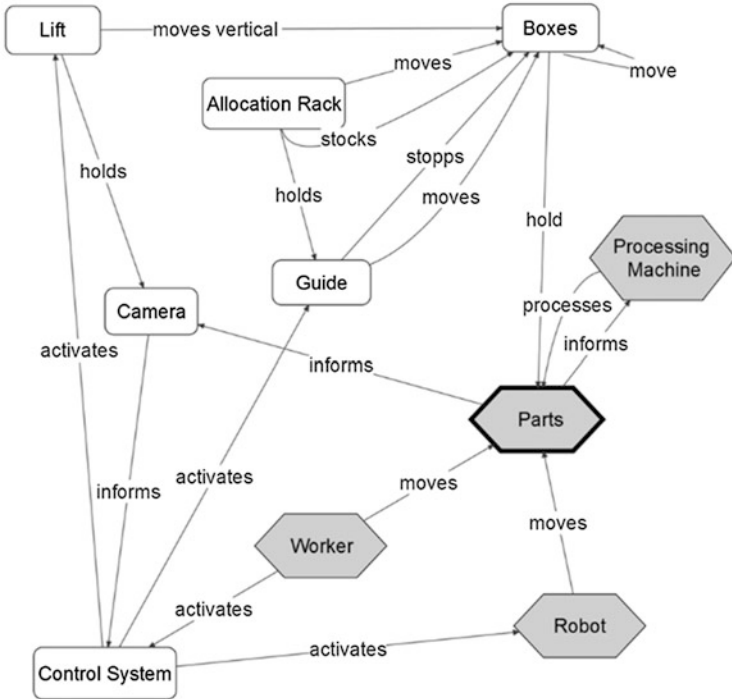 Lift
moves vertical
Boxes
moves
move
Allocation Rack
stocks
stopps
holds
holds
moves
hold
Processing
Machine
Guide
Camera
processes
activates
informs
informs
Parts
activates
informs
moves
Worker
moves
activates
Robot
activates
Control System